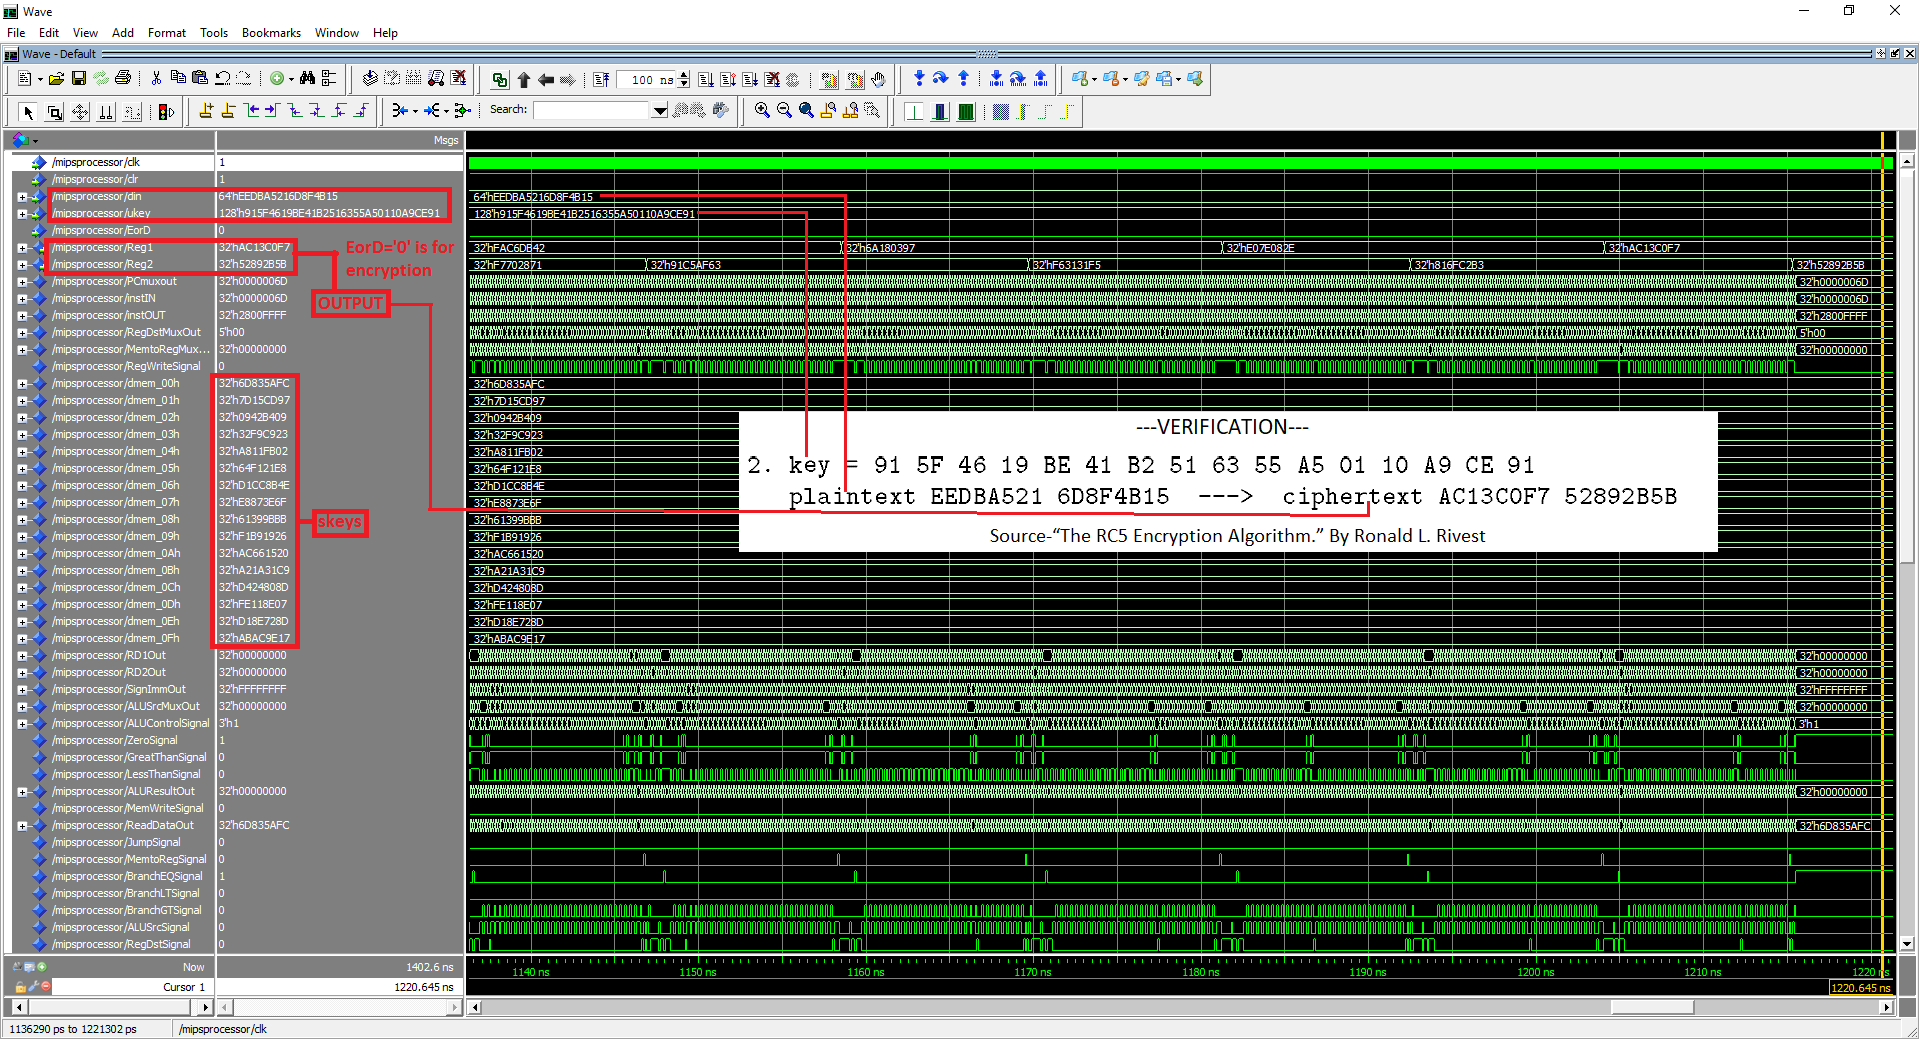 Wave
File Edit View Add Format Tools Bookmarks Window Help
Wave - Default
100 ns
Search:
Msgs
/mipsprocessor/clk 1
/mipsprocessor/clr 1
/mipsprocessor/din 64'hEEDBA5216D8F4B15 64'hEEDBA5216D8F4B15
/mipsprocessor/ukey 128'h915F4619BE41B2516355A50110A9CE91 128'h915F4619BE41B2516355A50110A9CE91
/mipsprocessor/EorD 0
/mipsprocessor/Reg1 32'hAC13C0F7 32'hFAC6DB42 32'h6A180397 32'hE07E082E 32'hAC13C0F7
/mipsprocessor/Reg2 32'h52892B5B 32'hF7702871 32'h91C5AF63 32'hF63131F5 32'h816FC2B3 32'h52892B5B
EorD='0' is for
encryption
/mipsprocessor/PCmuxout 32'h0000006D 32'h0000006D
/mipsprocessor/instIN 32'h0000006D 32'h0000006D
OUTPUT
/mipsprocessor/instOUT 32'h2800FFFF 32'h2800FFFF
/mipsprocessor/RegDstMuxOut 5'h00 5'h00
/mipsprocessor/MemtoRegMux... 32'h00000000 32'h00000000
/mipsprocessor/RegWriteSignal 0
/mipsprocessor/dmem_00h 32'h6D835AFC 32'h6D835AFC
/mipsprocessor/dmem_01h 32'h7D15CD97 32'h7D15CD97
/mipsprocessor/dmem_02h 32'h0942B409 32'h0942B409
/mipsprocessor/dmem_03h 32'h32F9C923 32'h32F9C923
/mipsprocessor/dmem_04h 32'hA811FB02 32'hA811FB02
/mipsprocessor/dmem_05h 32'h64F121E8 32'h64F121E8
/mipsprocessor/dmem_06h 32'hD1CC8B4E 32'hD1CC8B4E
/mipsprocessor/dmem_07h 32'hE8873E6F 32'hE8873E6F
/mipsprocessor/dmem_08h 32'h61399BBB 32'h61399BBB
skeys
/mipsprocessor/dmem_09h 32'hF1B91926 32'hF1B91926
/mipsprocessor/dmem_0Ah 32'hAC661520 32'hAC661520
/mipsprocessor/dmem_0Bh 32'hA21A31C9 32'hA21A31C9
/mipsprocessor/dmem_0Ch 32'hD424808D 32'hD424808D
/mipsprocessor/dmem_0Dh 32'hFE118E07 32'hFE118E07
/mipsprocessor/dmem_0Eh 32'hD18E728D 32'hD18E728D
/mipsprocessor/dmem_0Fh 32'hABAC9E17 32'hABAC9E17
---VERIFICATION---
2. key = 91 5F 46 19 BE 41 B2 51 63 55 A5 01 10 A9 CE 91
plaintext EEDBA521 6D8F4B15 ---> ciphertext AC13C0F7 52892B5B
Source-“The RC5 Encryption Algorithm.” By Ronald L. Rivest
/mipsprocessor/RD1Out 32'h00000000 32'h00000000
/mipsprocessor/RD2Out 32'h00000000 32'h00000000
/mipsprocessor/SignImmOut 32'hFFFFFFFF 32'hFFFFFFFF
/mipsprocessor/ALUSrcMuxOut 32'h00000000 32'h00000000
/mipsprocessor/ALUControlSignal 3'h1 3'h1
/mipsprocessor/ZeroSignal 1
/mipsprocessor/GreatThanSignal 0
/mipsprocessor/LessThanSignal 0
/mipsprocessor/ALUResultOut 32'h00000000 32'h00000000
/mipsprocessor/MemWriteSignal 0
/mipsprocessor/ReadDataOut 32'h6D835AFC 32'h6D835AFC
/mipsprocessor/JumpSignal 0
/mipsprocessor/MemtoRegSignal 0
/mipsprocessor/BranchEQSignal 1
/mipsprocessor/BranchLTSignal 0
/mipsprocessor/BranchGTSignal 0
/mipsprocessor/ALUSrcSignal 0
/mipsprocessor/RegDstSignal 0
Now 1402.6 ns 1140 ns 1150 ns 1160 ns 1170 ns 1180 ns 1190 ns 1200 ns 1210 ns 1220 ns
Cursor 1 1220.645 ns 1220.645 ns
1136290 ps to 1221302 ps /mipsprocessor/clk